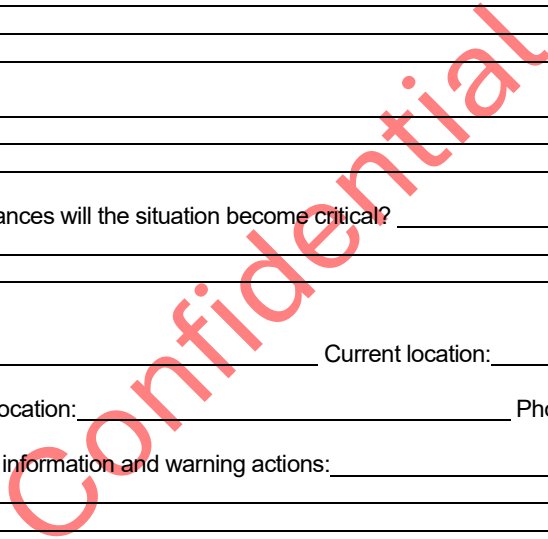 ances will the situation become critical?
Current location:
ocation: Pho
information and warning actions:
Confidential